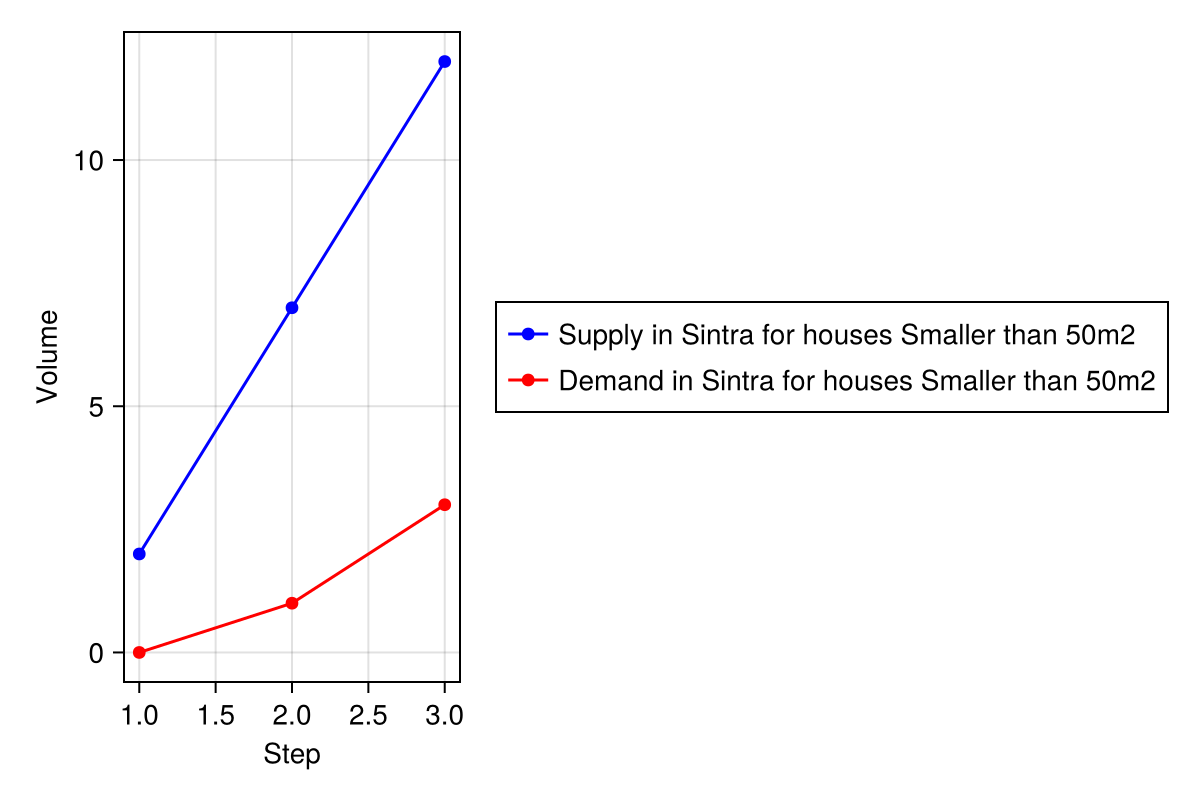 10
5
0
Volume
1.0 1.5 2.0 2.5 3.0
Step
Supply in Sintra for houses Smaller than 50m2
Demand in Sintra for houses Smaller than 50m2